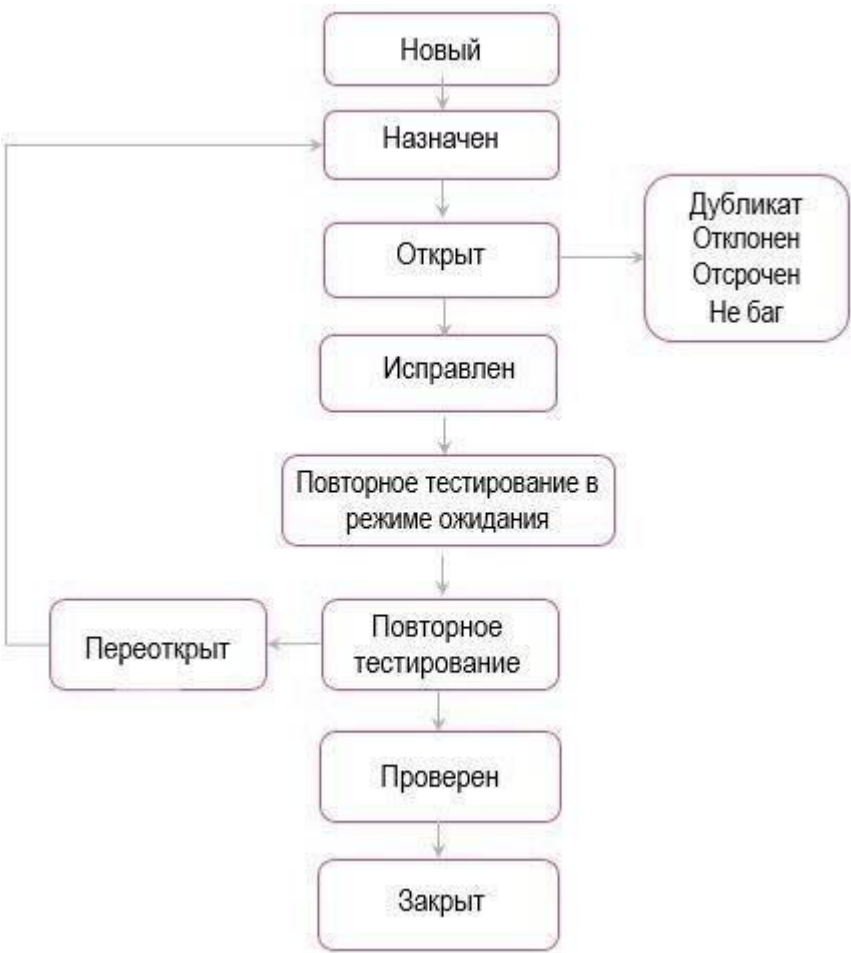 Новый
Назначен
Открыт
Дубликат
Отклонен
Отсрочен
Не баг
Исправлен
Повторное тестирование в
режиме ожидания
Переоткрыт
Повторное
тестирование
Проверен
Закрыт